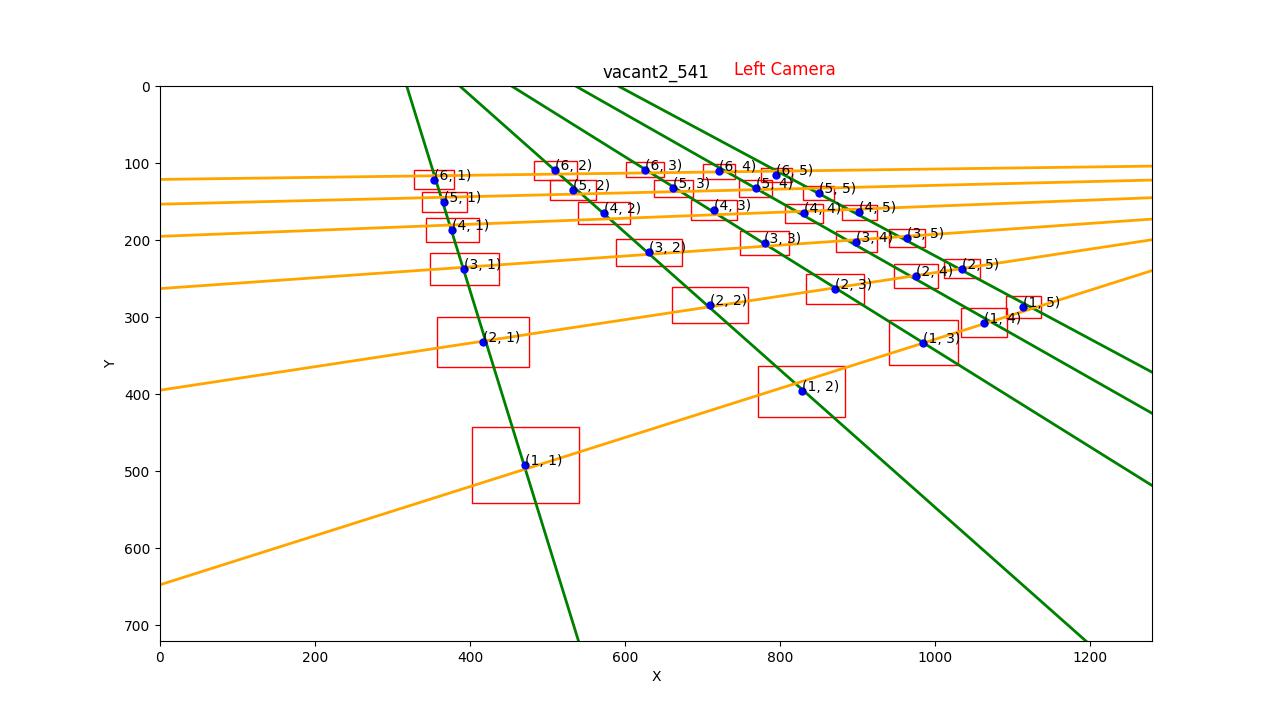 vacant2_541 Left Camera
0
100 (6, 1) (6, 2) (6, 3) (6, 4) (6, 5)
(5, 1) (5, 2) (5, 3) (5, 4) (5, 5)
200 (4, 1) (4, 2) (4, 3) (4, 4) (4, 5)
(3, 1) (3, 2) (3, 3) (3, 4) (3, 5)
300 (2, 1) (2, 2) (2, 3) (2, 4) (2, 5)
Y
400 (1, 2) (1, 3) (1, 4) (1, 5)
500 (1, 1)
600
700
0 200 400 600 800 1000 1200
X